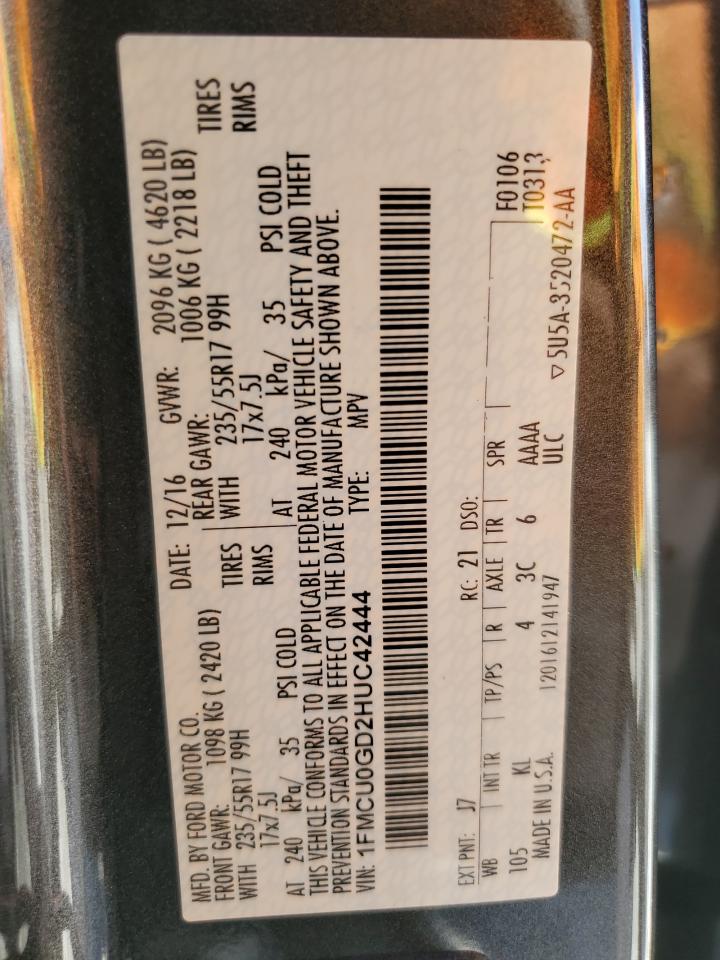 MFD. BY FORD MOTOR CO. DATE: 12/16 GVWR: 2096 KG ( 4620 LB)
FRONT GAWR: 1098 KG ( 2420 LB) REAR GAWR: 1006 KG ( 2218 LB)
WITH 235/55R17 99H TIRES WITH 235/55R17 99H TIRES
17x7.5J RIMS 17x7.5J RIMS
AT 240 kPa/ 35 PSI COLD AT 240 kPa/ 35 PSI COLD
THIS VEHICLE CONFORMS TO ALL APPLICABLE FEDERAL MOTOR VEHICLE SAFETY AND THEFT
PREVENTION STANDARDS IN EFFECT ON THE DATE OF MANUFACTURE SHOWN ABOVE.
VIN: 1FMCU0GD2HUC42444 TYPE: MPV
EXT PNT: J7 RC: 21 DSO: F0106
WB INT TR TP/PS R AXLE TR SPR T0313
105 KL 4 3C 6 AAAA
MADE IN U.S.A. 1201612141947 ULC ▽5U5A-3520472-AA